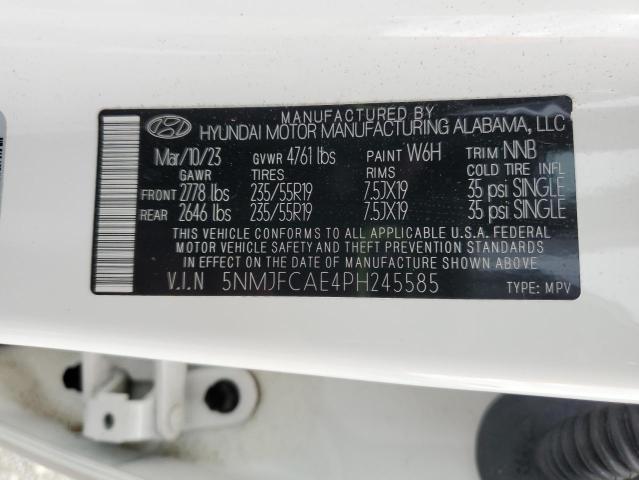 MANUFACTURED BY
HYUNDAI MOTOR MANUFACTURING ALABAMA, LLC
Mar/10/23 GVWR 4761 lbs PAINT W6H TRIM NNB
GAWR TIRES RIMS COLD TIRE INFL
FRONT 2778 lbs 235/55R19 7.5JX19 35 psi SINGLE
REAR 2646 lbs 235/55R19 7.5JX19 35 psi SINGLE
THIS VEHICLE CONFORMS TO ALL APPLICABLE U.S.A. FEDERAL
MOTOR VEHICLE SAFETY AND THEFT PREVENTION STANDARDS
IN EFFECT ON THE DATE OF MANUFACTURE SHOWN ABOVE.
V.I.N 5NMJFCAE4PH245585 TYPE: MPV